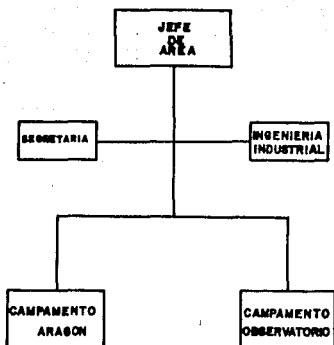 JEFE
DE
AREA
SECRETARIA
INGENIERIA
INDUSTRIAL
CAMPAMENTO
ARAGON
CAMPAMENTO
OBSERVATORIO